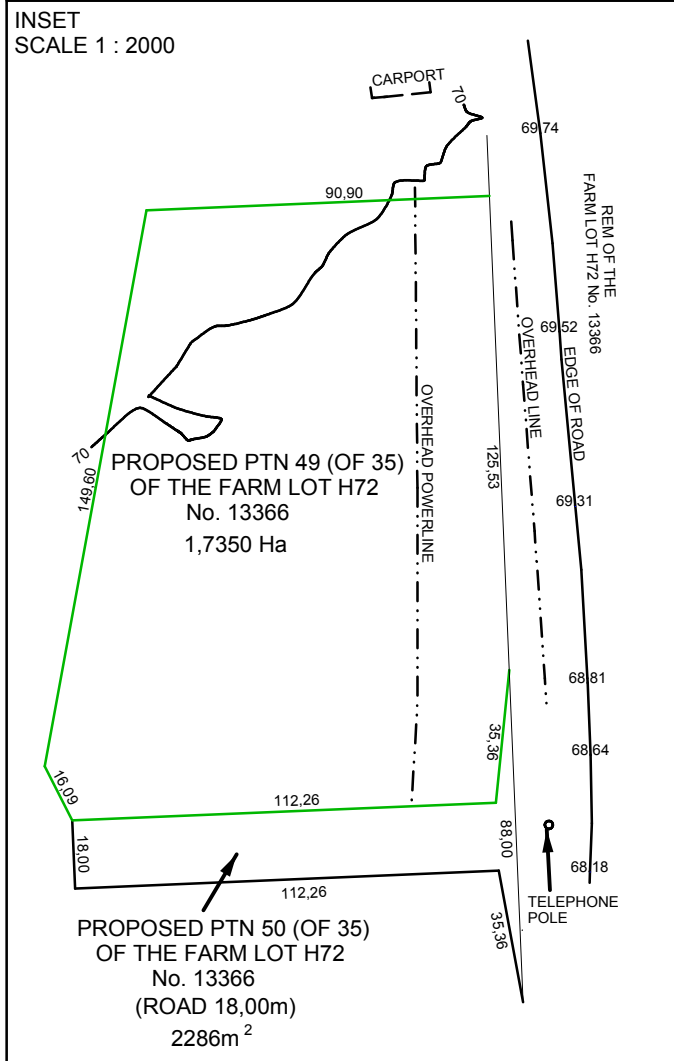 INSET
SCALE 1 : 2000
CARPORT
70
69,74
90,90
REM OF THE
FARM LOT H72 No. 13366
69,52
OVERHEAD LINE
EDGE OF ROAD
OVERHEAD POWERLINE
125,53
70
149,60
PROPOSED PTN 49 (OF 35)
OF THE FARM LOT H72
No. 13366
1,7350 Ha
69,31
68,81
35,36
68,64
16,09
112,26
18,00
88,00
68,18
112,26
TELEPHONE
POLE
35,36
PROPOSED PTN 50 (OF 35)
OF THE FARM LOT H72
No. 13366
(ROAD 18,00m)
2286m²